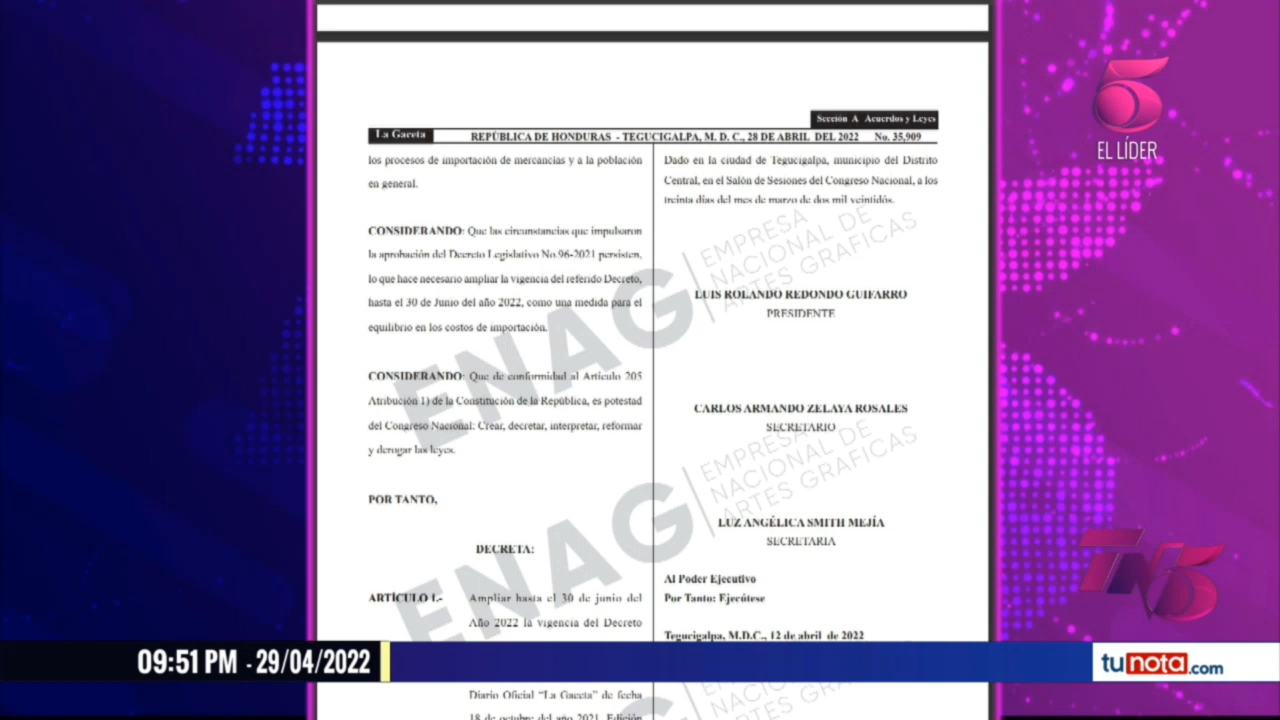 Sección A Acuerdos y Leyes
La Gaceta
REPÚBLICA DE HONDURAS - TEGUCIGALPA, M. D. C., 28 DE ABRIL DEL 2022 No. 35,909
los procesos de importación de mercancías y a la población
en general.
CONSIDERANDO: Que las circunstancias que impulsaron
la aprobación del Decreto Legislativo No.96-2021 persisten,
lo que hace necesario ampliar la vigencia del referido Decreto,
hasta el 30 de Junio del año 2022, como una medida para el
equilibrio en los costos de importación.
CONSIDERANDO: Que de conformidad al Artículo 205
Atribución 1) de la Constitución de la República, es potestad
del Congreso Nacional: Crear, decretar, interpretar, reformar
y derogar las leyes.
POR TANTO,
DECRETA:
ARTÍCULO 1.- Ampliar hasta el 30 de junio del
Año 2022 la vigencia del Decreto
Diario Oficial “La Gaceta” de fecha
18 de octubre del año 2021, Edición
Dado en la ciudad de Tegucigalpa, municipio del Distrito
Central, en el Salón de Sesiones del Congreso Nacional, a los
treinta días del mes de marzo de dos mil veintidós.
LUIS ROLANDO REDONDO GUIFARRO
PRESIDENTE
CARLOS ARMANDO ZELAYA ROSALES
SECRETARIO
LUZ ANGÉLICA SMITH MEJÍA
SECRETARIA
Al Poder Ejecutivo
Por Tanto: Ejecútese
Tegucigalpa, M.D.C., 12 de abril de 2022
ENAG
EMPRESA
NACIONAL DE
ARTES GRAFICAS
ENAG
EMPRESA
NACIONAL DE
ARTES GRAFICAS
5
EL LÍDER
TN5
09:51 PM - 29/04/2022
tunota.com